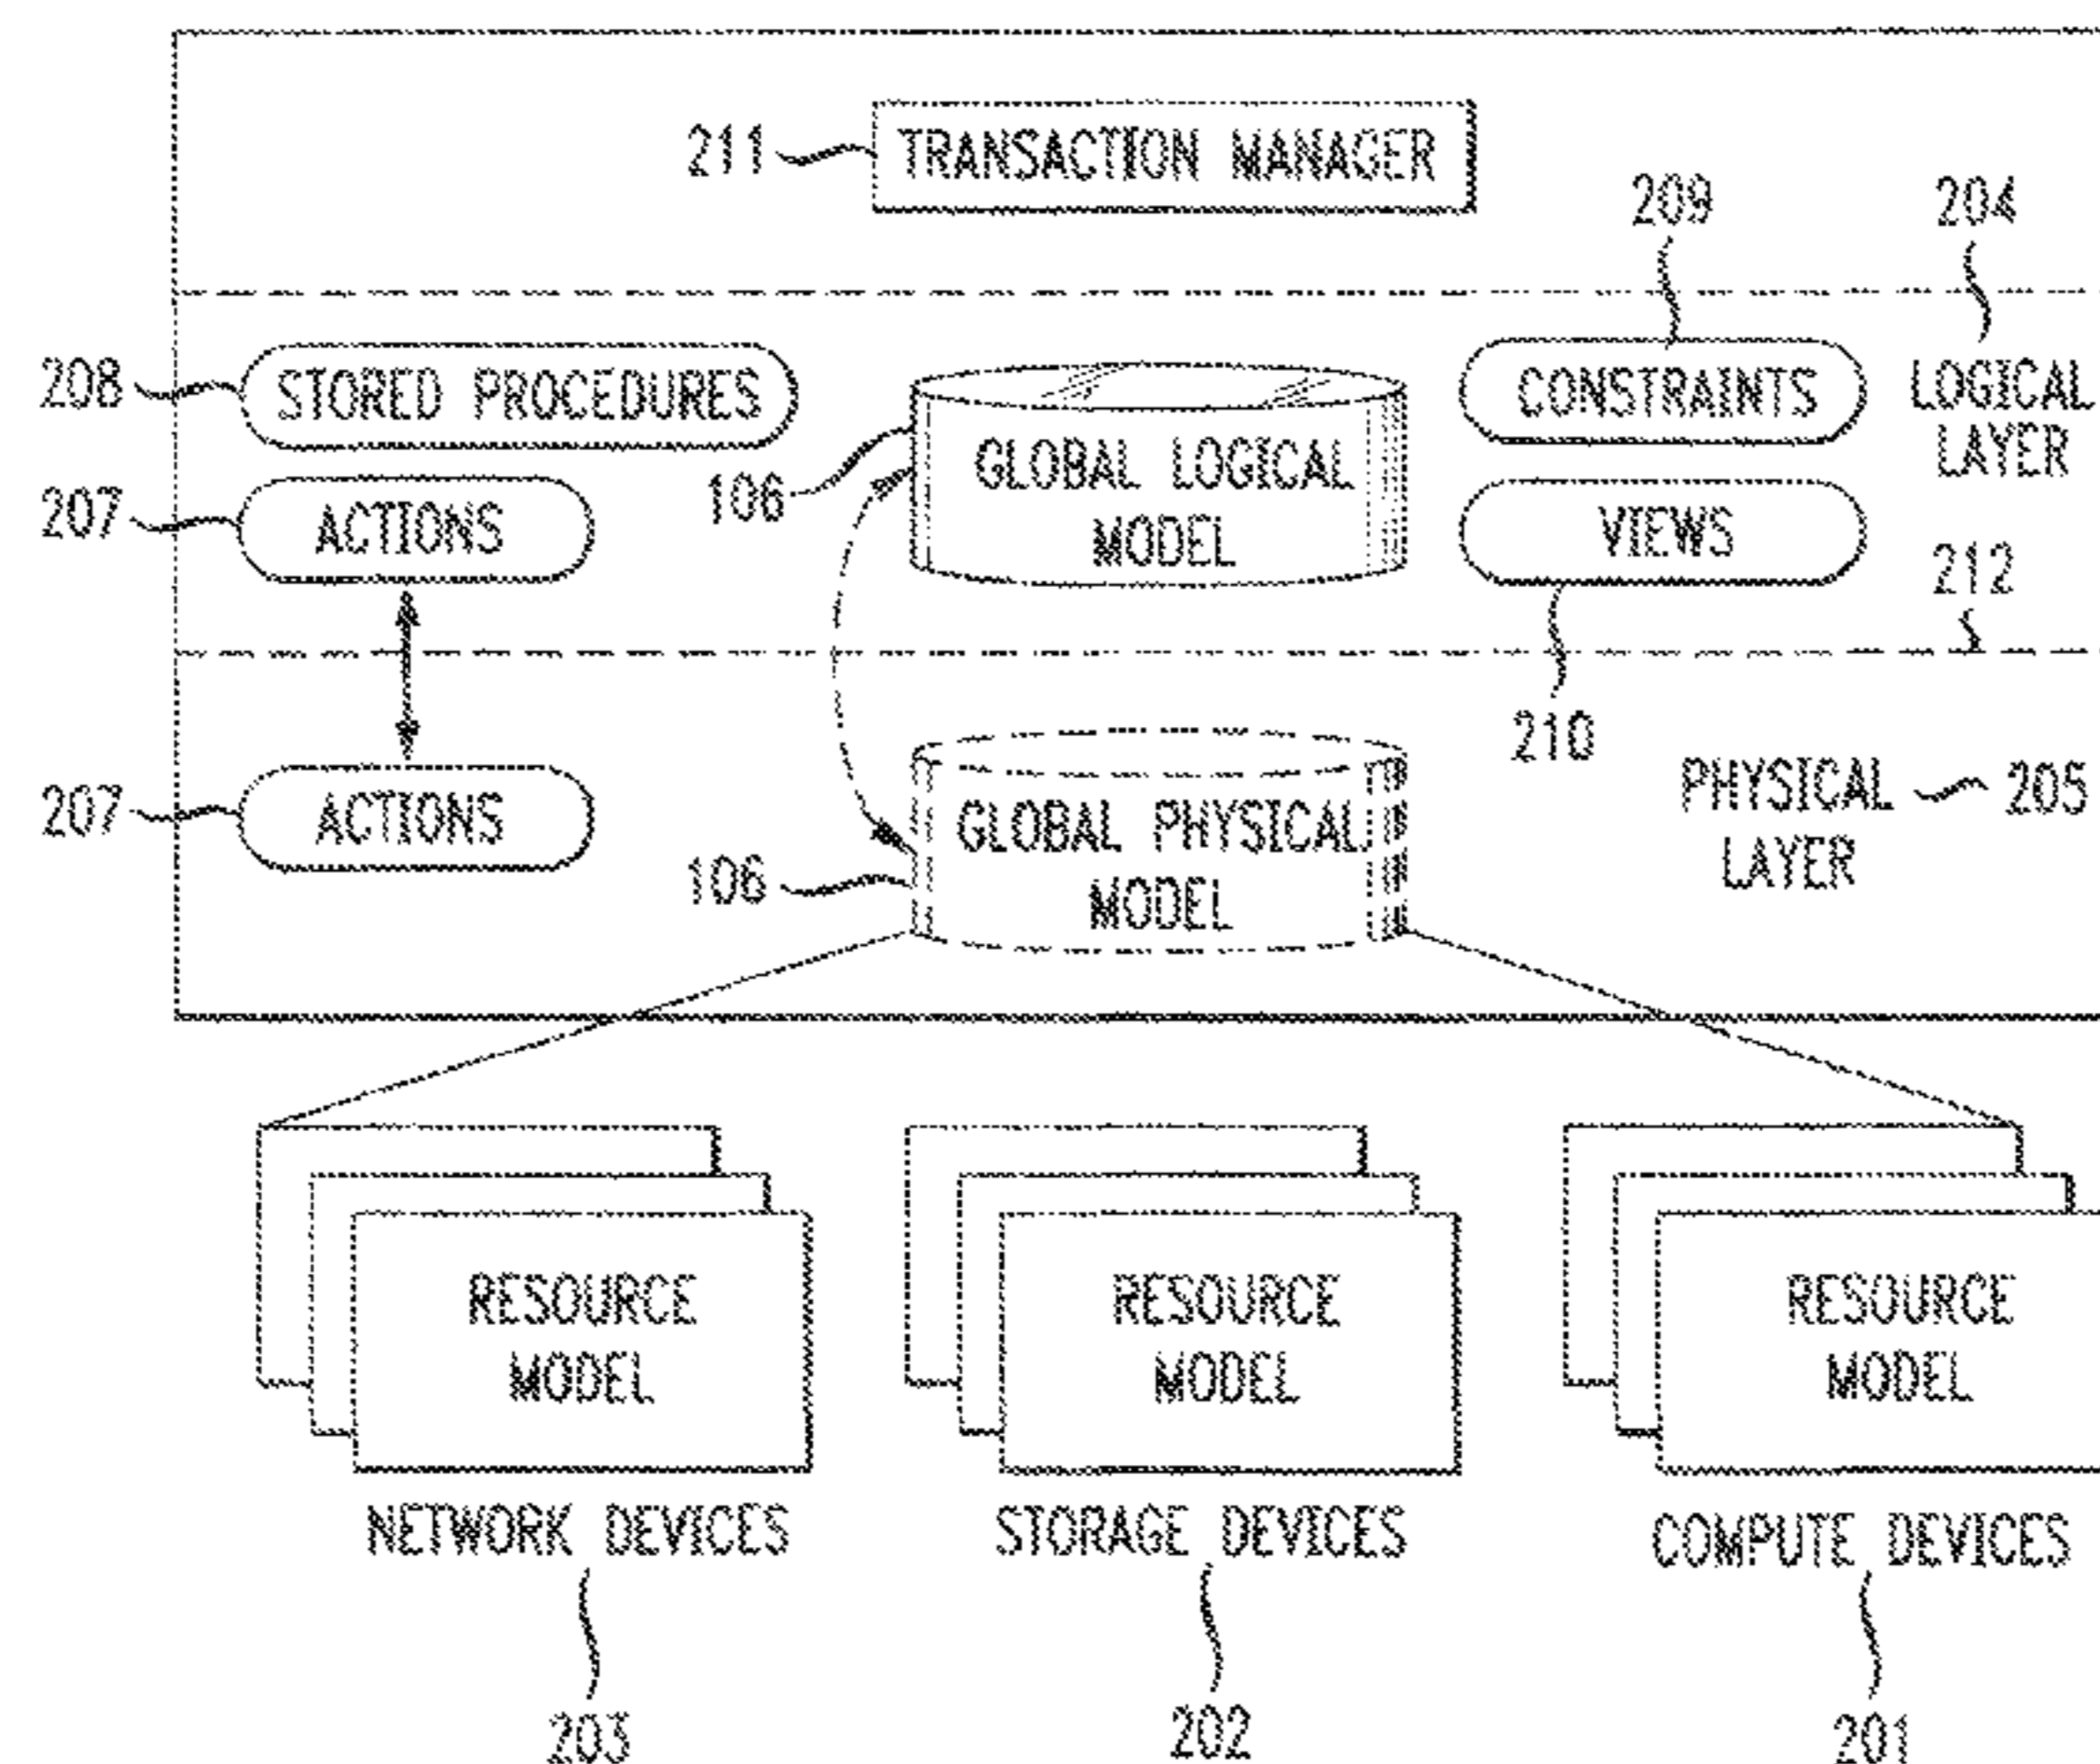 211 TRANSACTION MANAGER
209
204
208 STORED PROCEDURES
CONSTRAINTS
LOGICAL
LAYER
106 GLOBAL LOGICAL
MODEL
207 ACTIONS
VIEWS
212
210
207 ACTIONS
106 GLOBAL PHYSICAL
MODEL
PHYSICAL 205
LAYER
RESOURCE
MODEL
RESOURCE
MODEL
RESOURCE
MODEL
NETWORK DEVICES
STORAGE DEVICES
COMPUTE DEVICES
203
202
201